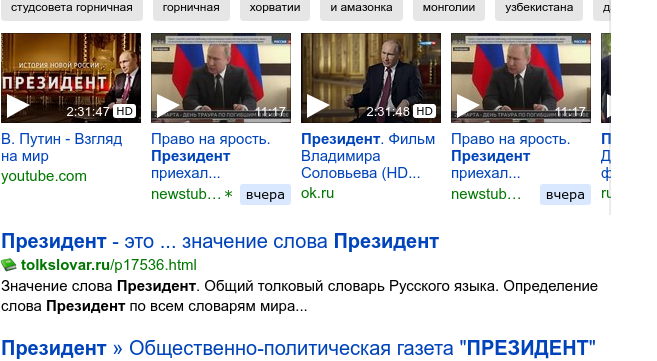 студсовета горничная
горничная
хорватии
и амазонка
монголии
узбекистана
ИСТОРИЯ НОВОЙ РОССИИ
ПРЕЗИДЕНТ
2:31:47 HD
11:17
2:31:48 HD
11:17
В. Путин - Взгляд на мир
youtube.com
Право на ярость.
Президент
приехал...
newstub... * вчера
Президент. Фильм
Владимира
Соловьева (HD...
ok.ru
Право на ярость.
Президент
приехал...
newstub... вчера
Президент - это ... значение слова Президент
tolkslovar.ru/p17536.html
Значение слова Президент. Общий толковый словарь Русского языка. Определение
слова Президент по всем словарям мира...
Президент » Общественно-политическая газета "ПРЕЗИДЕНТ"